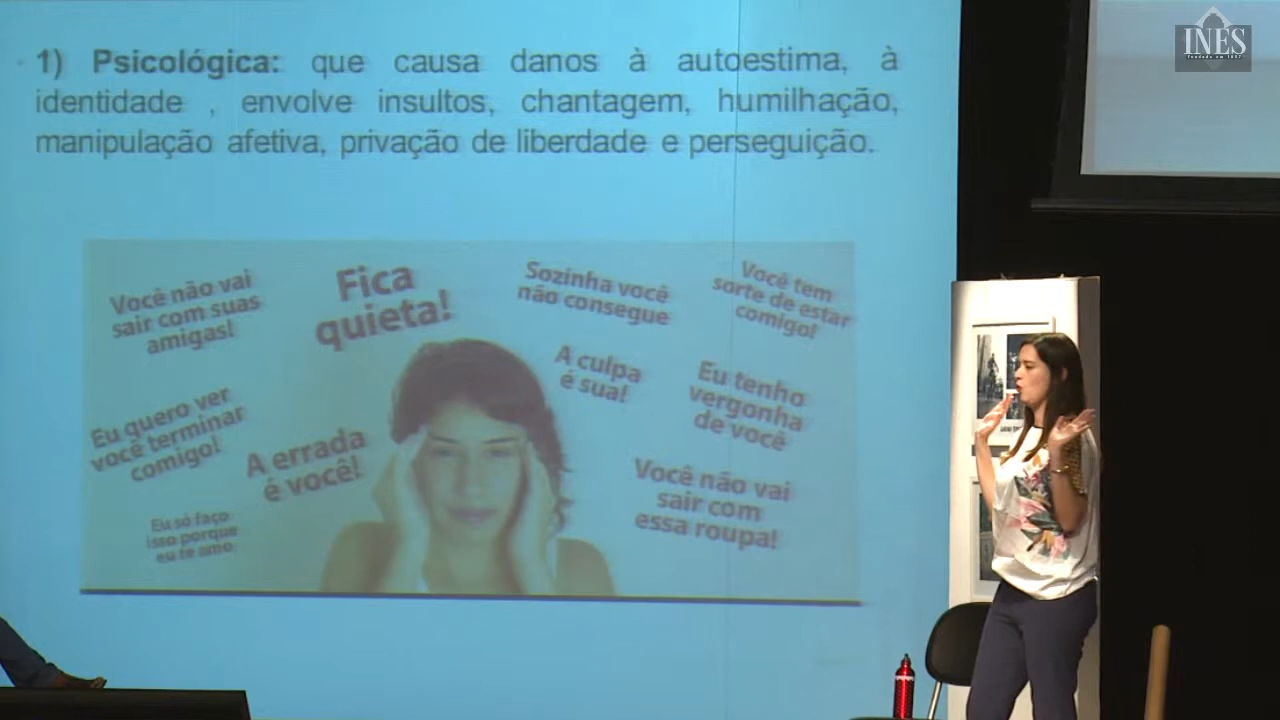 INES
fundado em 1857
1) Psicológica: que causa danos à autoestima, à
identidade , envolve insultos, chantagem, humilhação,
manipulação afetiva, privação de liberdade e perseguição.
Você não vai
sair com suas
amigas!
Fica
quieta!
Sozinha você
não consegue
Você tem
sorte de estar
comigo!
A culpa
é sua!
Eu tenho
vergonha
de você
Eu quero ver
você terminar
comigo!
A errada
é você!
Você não vai
sair com
essa roupa!
Eu só faço
isso porque
eu te amo